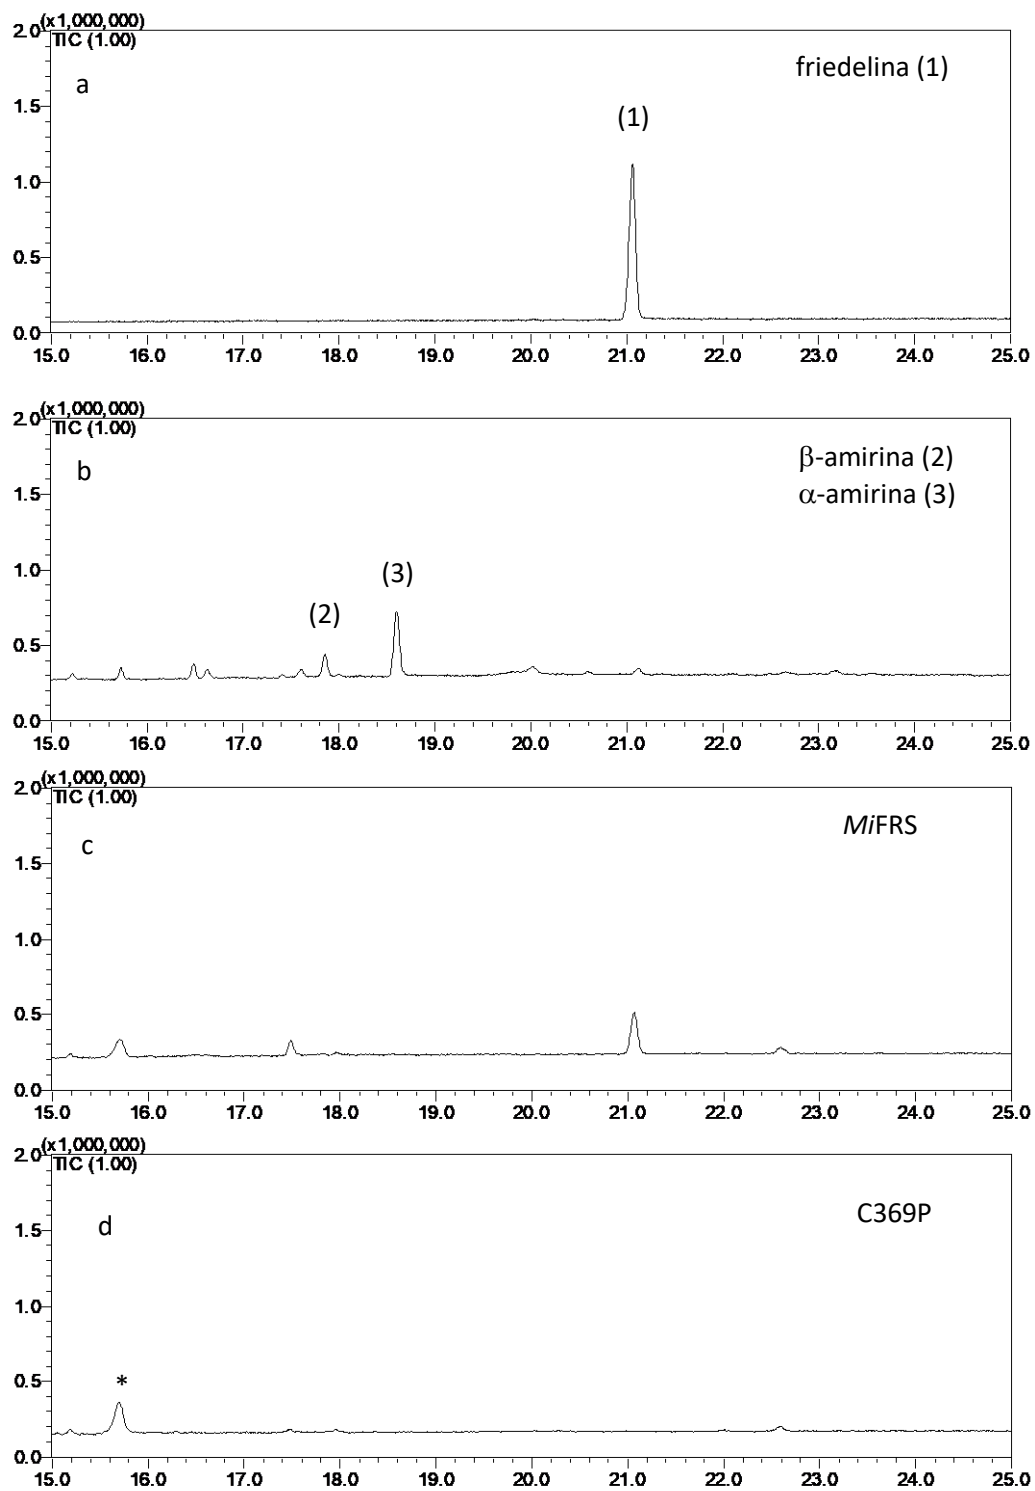 (x1,000,000)
2.0
TIC (1.00)
a
friedelina (1)
1.5
(1)
1.0
0.5
0.0
15.0 16.0 17.0 18.0 19.0 20.0 21.0 22.0 23.0 24.0 25.0
(x1,000,000)
2.0
TIC (1.00)
b
β-amirina (2)
α-amirina (3)
1.5
1.0
(3)
(2)
0.5
0.0
15.0 16.0 17.0 18.0 19.0 20.0 21.0 22.0 23.0 24.0 25.0
(x1,000,000)
2.0
TIC (1.00)
c
MiFRS
1.5
1.0
0.5
0.0
15.0 16.0 17.0 18.0 19.0 20.0 21.0 22.0 23.0 24.0 25.0
(x1,000,000)
2.0
TIC (1.00)
d
C369P
1.5
1.0
0.5
*
0.0
15.0 16.0 17.0 18.0 19.0 20.0 21.0 22.0 23.0 24.0 25.0